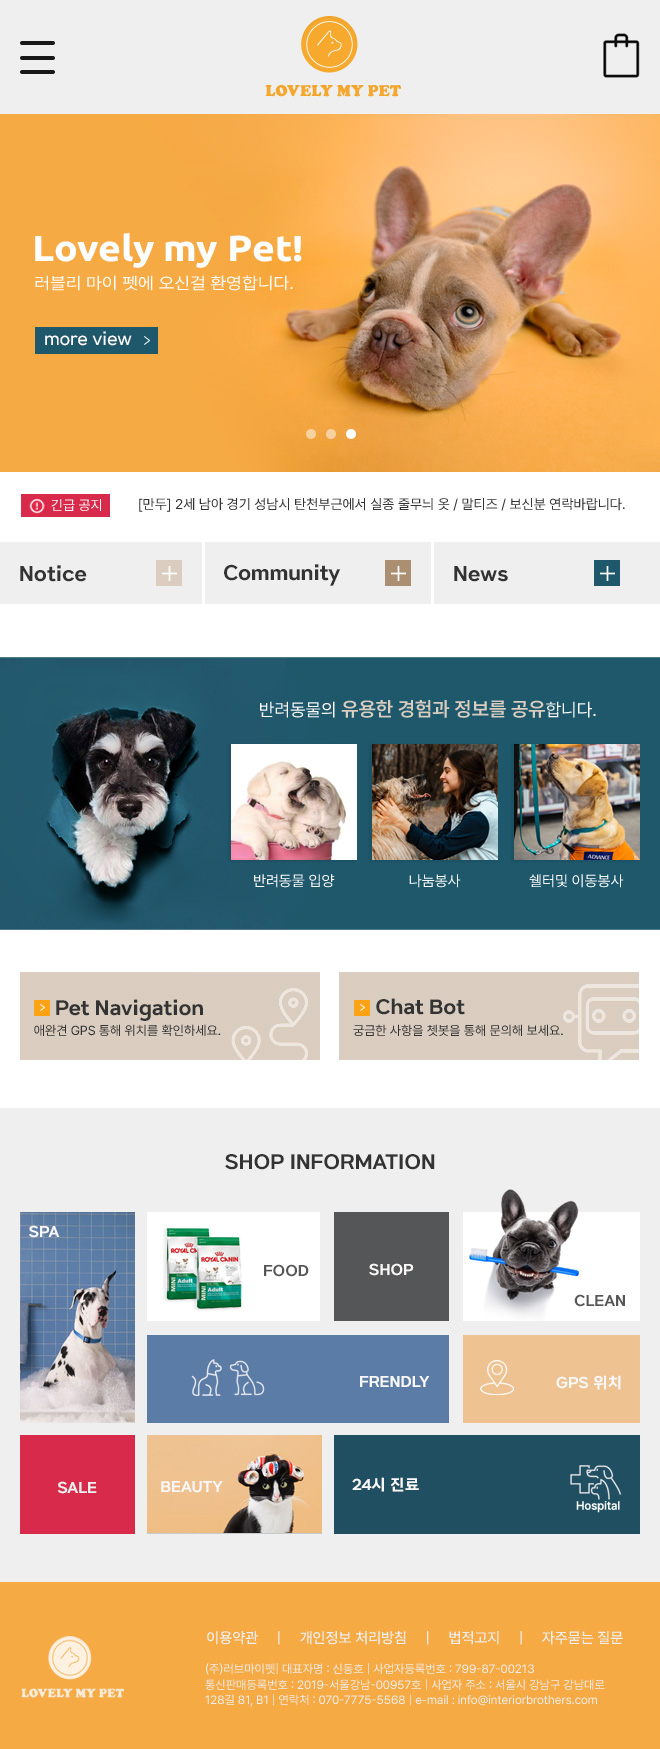 LOVELY MY PET
Lovely my Pet!
러블리 마이 펫에 오신걸 환영합니다.
more view >
긴급 공지
[만두] 2세 남아 경기 성남시 탄천부근에서 실종 줄무늬 옷 / 말티즈 / 보신분 연락바랍니다.
Notice
Community
News
반려동물의 유용한 경험과 정보를 공유합니다.
ADVANCE
반려동물 입양
나눔봉사
쉘터및 이동봉사
Pet Navigation
애완견 GPS 통해 위치를 확인하세요.
Chat Bot
궁금한 사항을 챗봇을 통해 문의해 보세요.
SHOP INFORMATION
SPA
ROYAL CANIN
ROYAL CANIN
MINI Adult
MINI Adult
FOOD
SHOP
CLEAN
FRENDLY
GPS 위치
SALE
BEAUTY
24시 진료
Hospital
LOVELY MY PET
이용약관 | 개인정보 처리방침 | 법적고지 | 자주묻는 질문
(주)러브마이펫| 대표자명 : 신동호 | 사업자등록번호 : 799-87-00213
통신판매등록번호 : 2019-서울강남-00957호 | 사업자 주소 : 서울시 강남구 강남대로
128길 81, B1 | 연락처 : 070-7775-5568 | e-mail : info@interiorbrothers.com